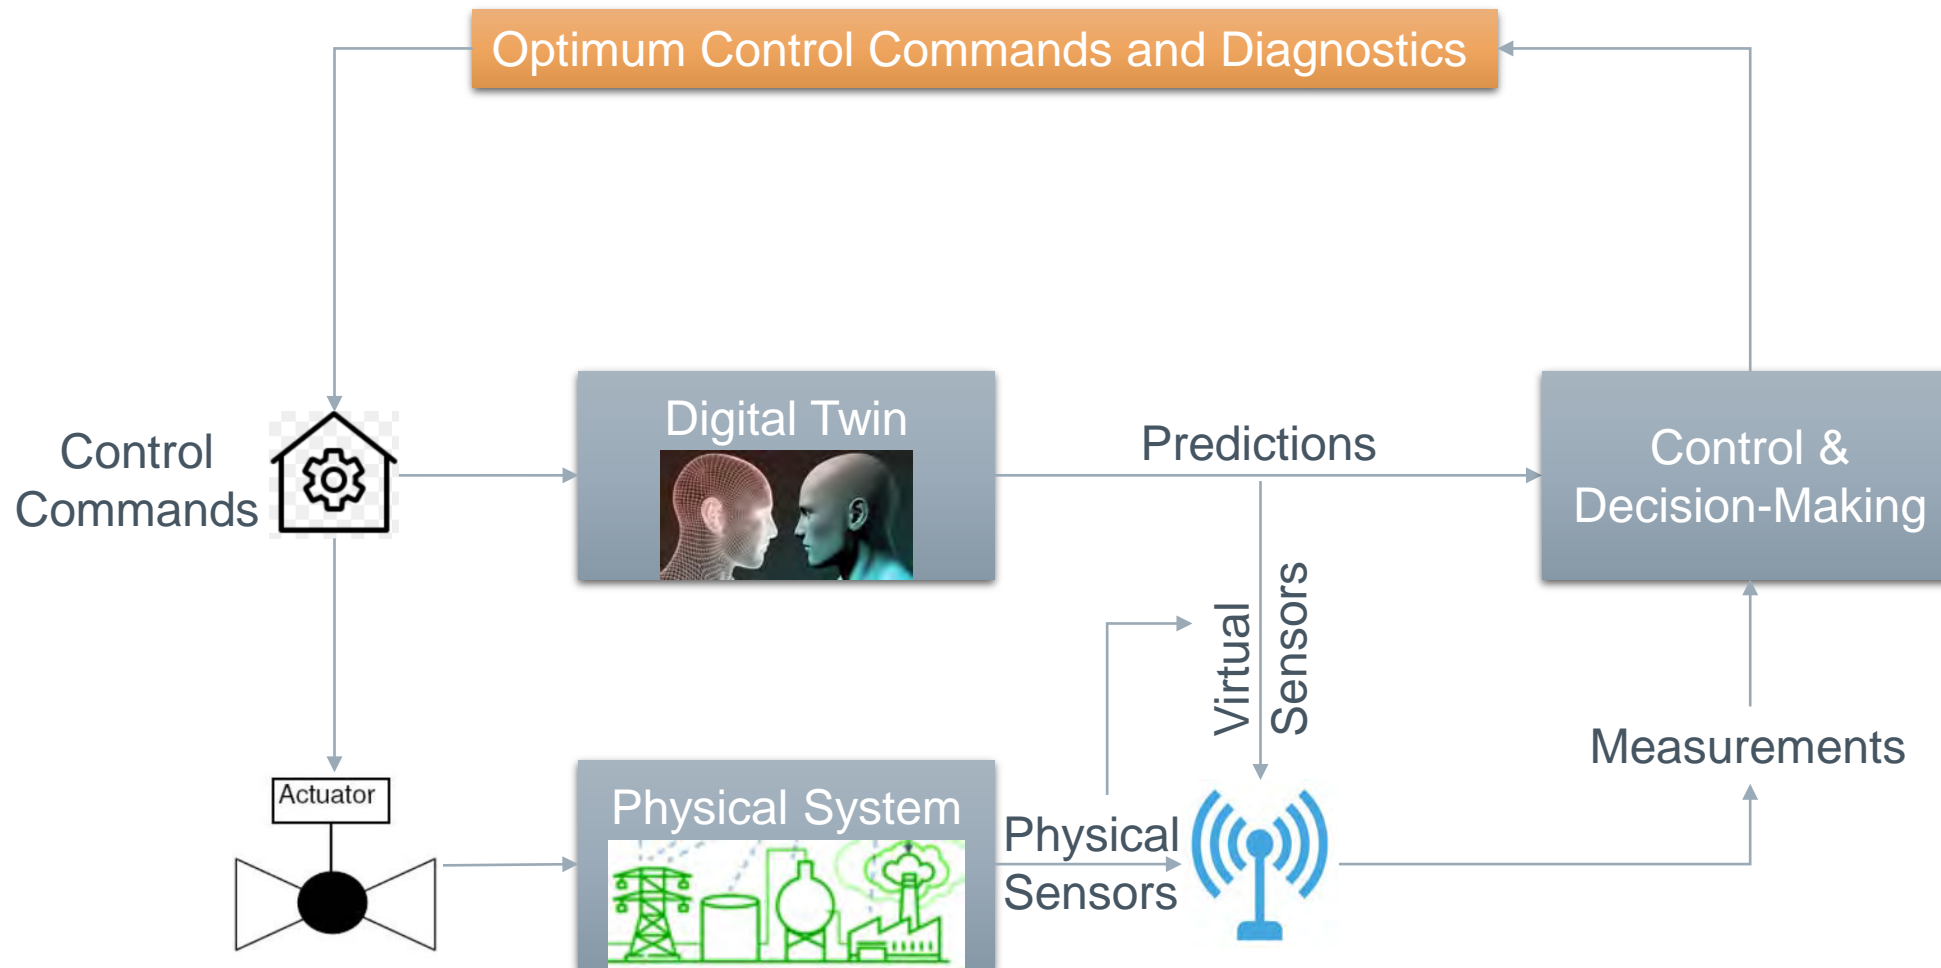 Optimum Control Commands and Diagnostics
Control
Commands
Digital Twin
Predictions
Control &
Decision-Making
Virtual
Sensors
Measurements
Actuator
Physical System
Physical
Sensors